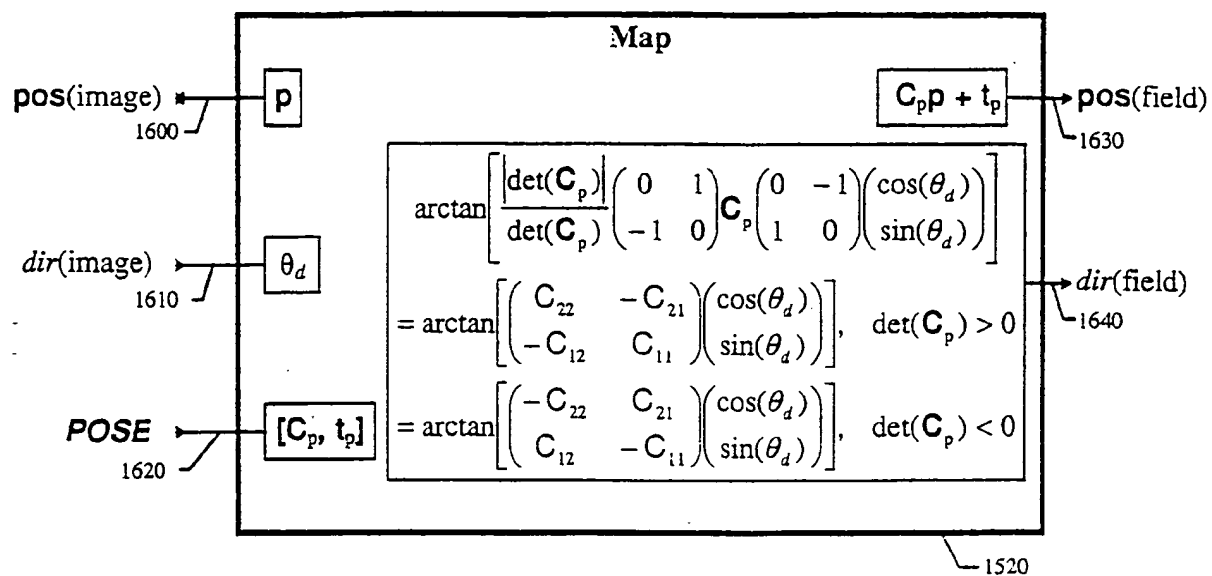 Map
pos(image) 1600 p
C_p p + t_p pos(field) 1630
dir(image) 1610 θ_d
arctan[ |det(C_p)| / det(C_p) ( 0 1 ; -1 0 ) C_p ( 0 -1 ; 1 0 ) ( cos(θ_d) ; sin(θ_d) ) ]
= arctan[ ( C_22 -C_21 ; -C_12 C_11 ) ( cos(θ_d) ; sin(θ_d) ) ], det(C_p) > 0
= arctan[ ( -C_22 C_21 ; C_12 -C_11 ) ( cos(θ_d) ; sin(θ_d) ) ], det(C_p) < 0
dir(field) 1640
POSE 1620 [C_p, t_p]
1520